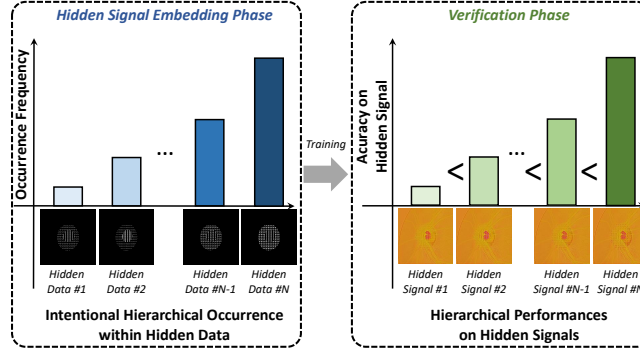 Hidden Signal Embedding Phase
Occurrence Frequency
...
Hidden
Data #1
Hidden
Data #2
Hidden
Data #N-1
Hidden
Data #N
Intentional Hierarchical Occurrence
within Hidden Data
Training
Verification Phase
Acuracy on
Hidden Signal
<
...
<
<
Hidden
Signal #1
Hidden
Signal #2
Hidden
Signal #N-1
Hidden
Signal #N
Hierarchical Performances
on Hidden Signals